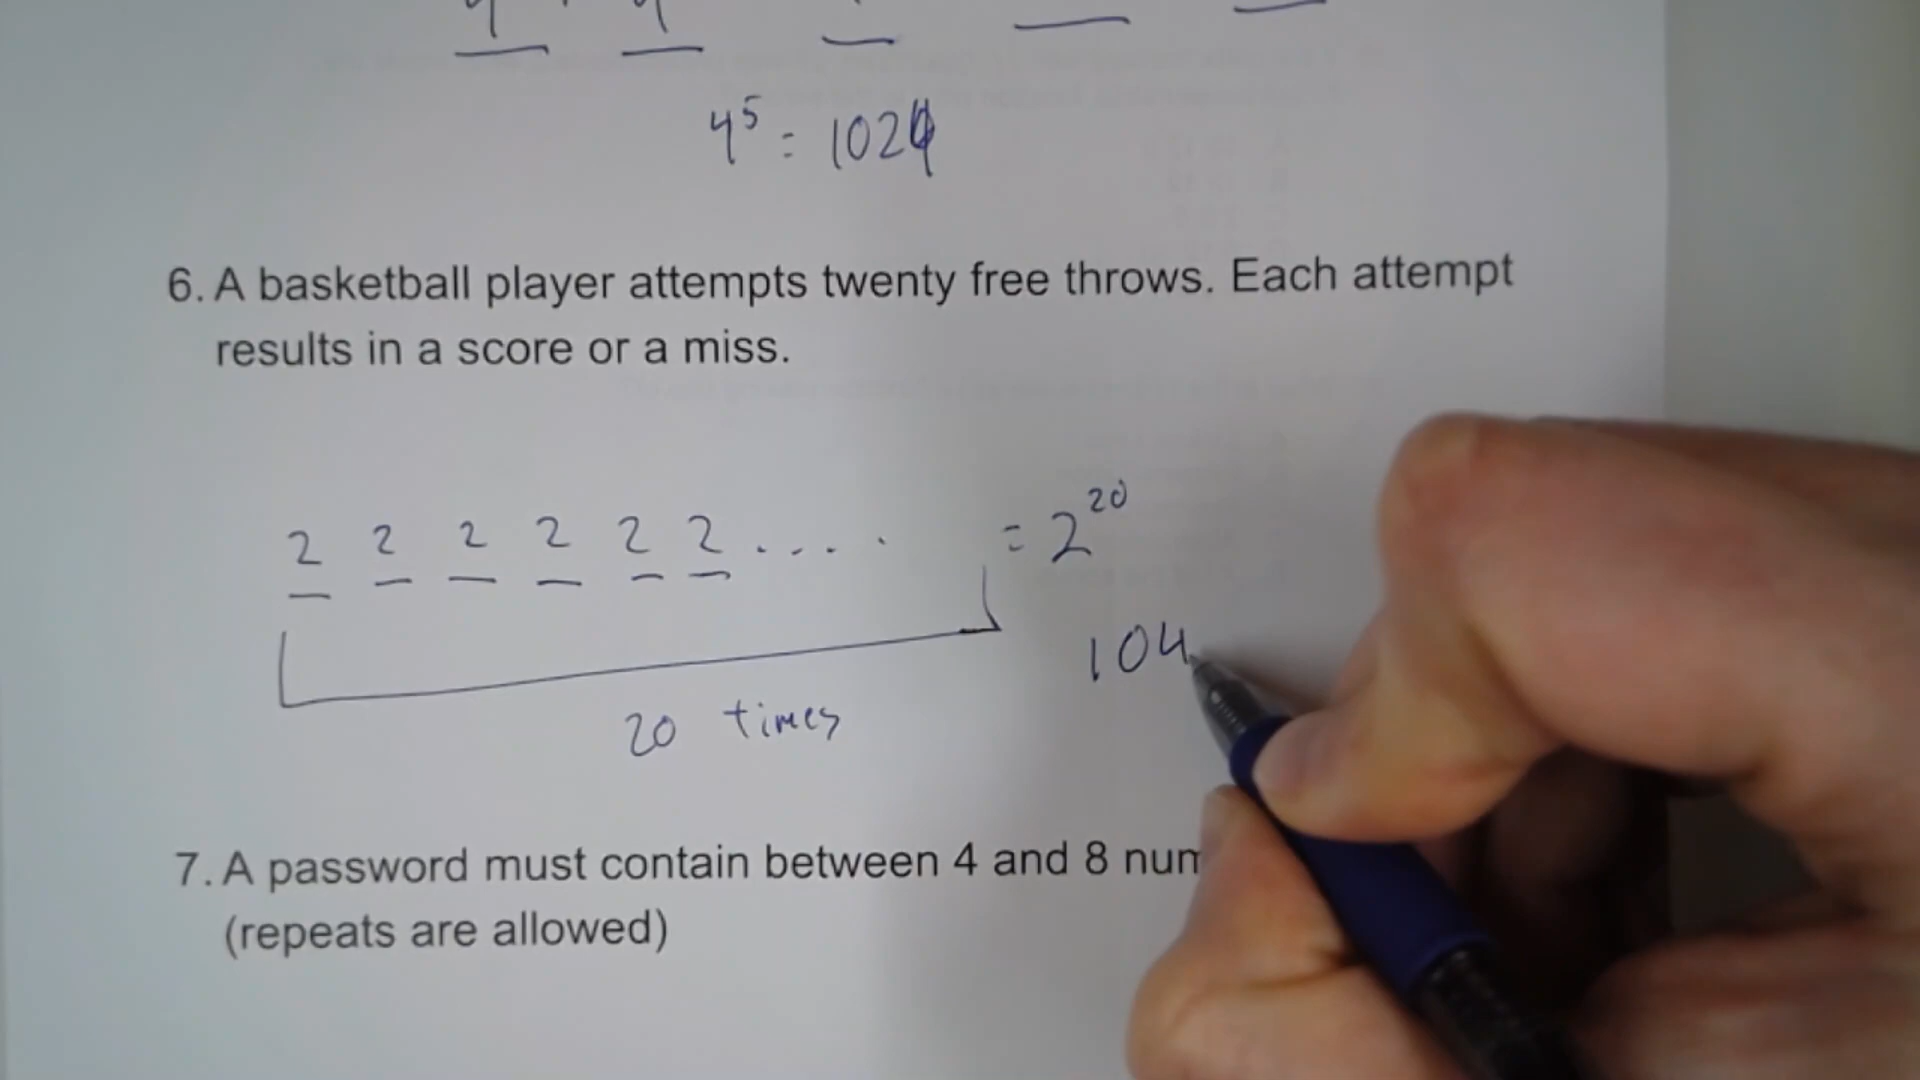 4 4
4⁵ = 1024
6. A basketball player attempts twenty free throws. Each attempt
results in a score or a miss.
2 2 2 2 2 2 . . . . . = 2²⁰
104
20 times
7. A password must contain between 4 and 8 num
(repeats are allowed)